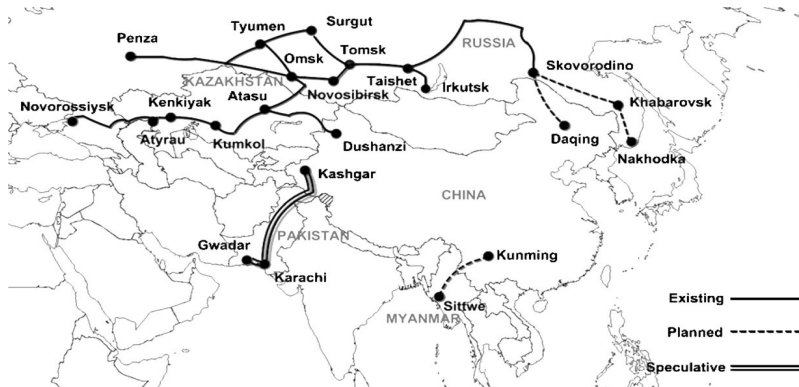 Surgut
Tyumen
Penza
RUSSIA
Omsk
Tomsk
Skovorodino
Taishet
KAZAKHSTAN
Irkutsk
Novosibirsk
Kenkiyak
Atasu
Novorossiysk
Khabarovsk
Atyrau
Daqing
Kumkol
Dushanzi
Nakhodka
Kashgar
CHINA
PAKISTAN
Gwadar
Kunming
Karachi
Existing
Sittwe
MYANMAR
Planned
Speculative